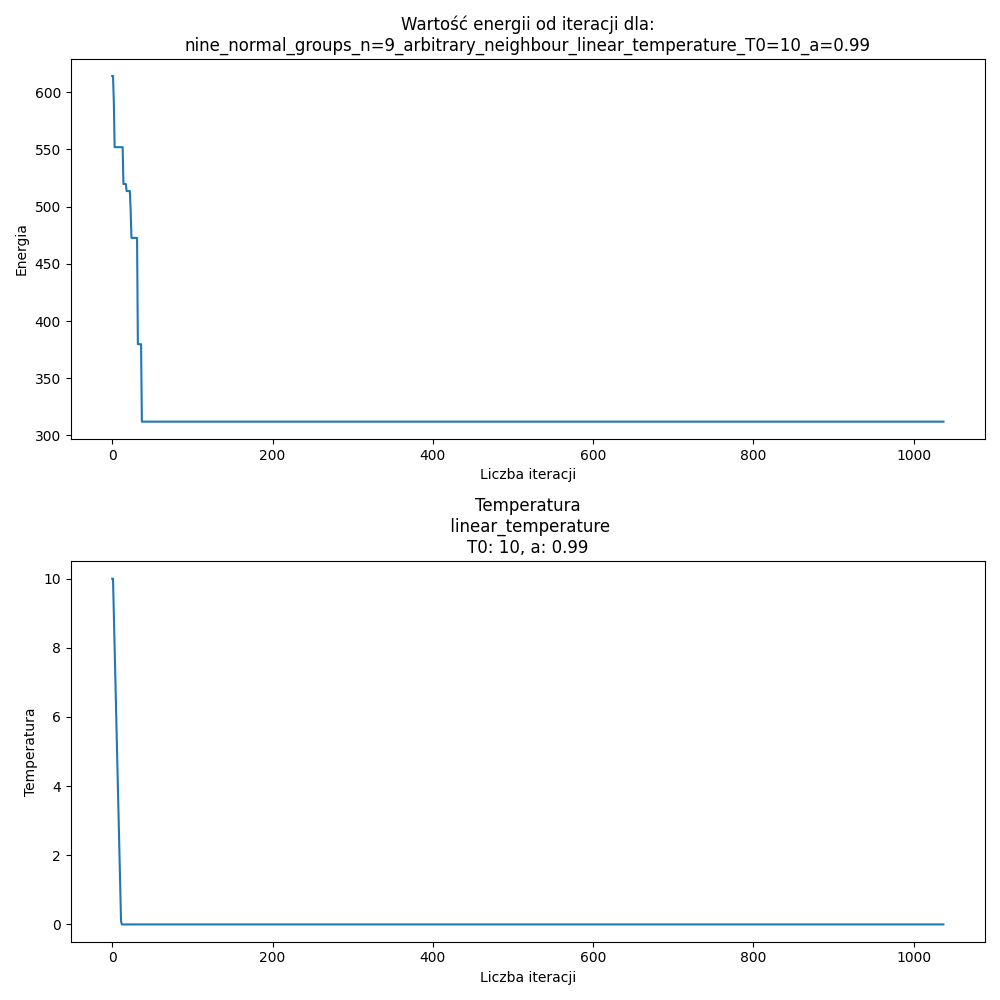 Wartość energii od iteracji dla:
nine_normal_groups_n=9_arbitrary_neighbour_linear_temperature_T0=10_a=0.99
600
550
500
450
400
350
300
Energia
0 200 400 600 800 1000
Liczba iteracji
Temperatura
linear_temperature
T0: 10, a: 0.99
10
8
6
4
2
0
Temperatura
0 200 400 600 800 1000
Liczba iteracji